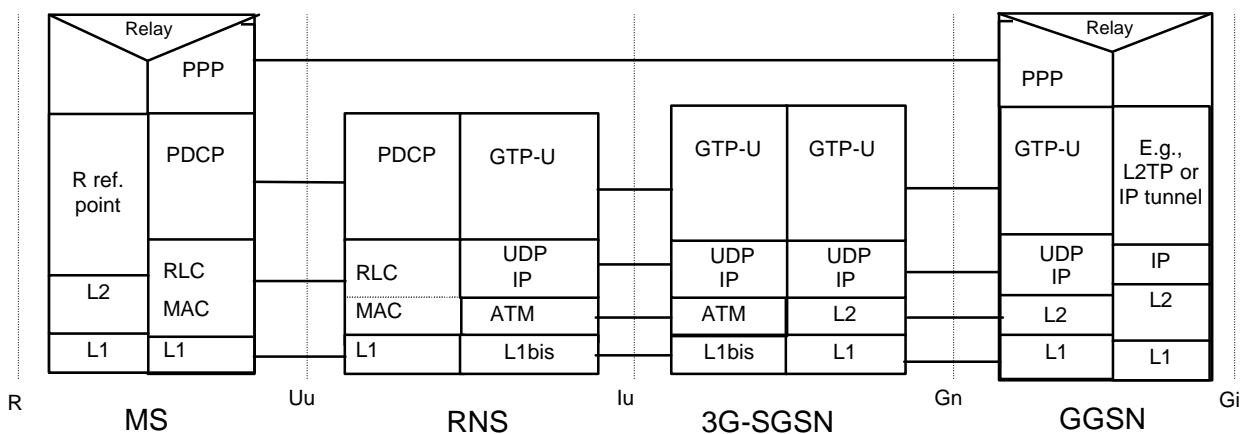 Relay
Relay
PPP
PPP
R ref.
point
PDCP
PDCP
GTP-U
GTP-U
GTP-U
GTP-U
E.g.,
L2TP or
IP tunnel
RLC
RLC
UDP
IP
UDP
IP
UDP
IP
UDP
IP
IP
L2
MAC
MAC
ATM
ATM
L2
L2
L2
L1
L1
L1
L1bis
L1bis
L1
L1
L1
R
MS
Uu
RNS
Iu
3G-SGSN
Gn
GGSN
Gi